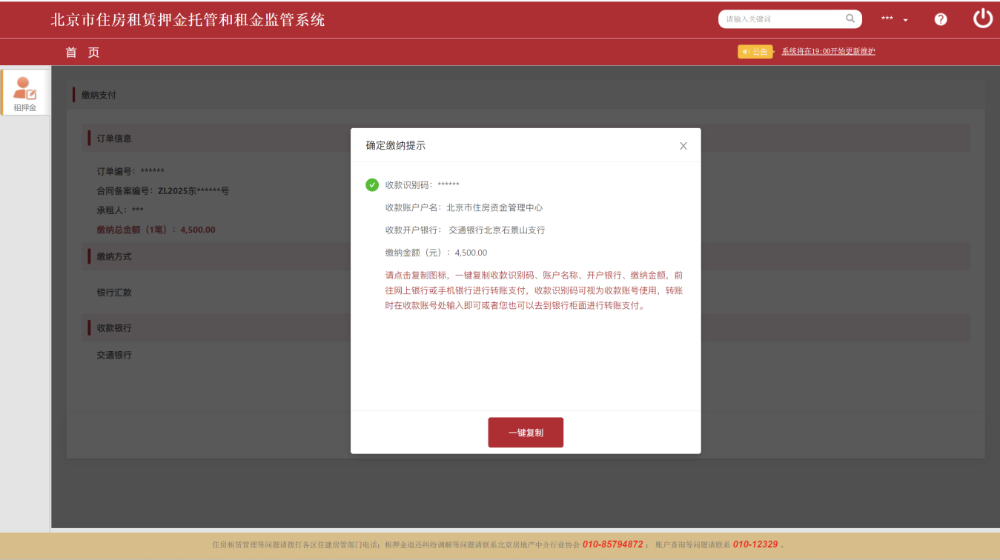 北京市住房租赁押金托管和租金监管系统
请输入关键词
***
首 页
公告
系统将在19:00开始更新维护
租押金
缴纳支付
订单信息
订单编号：******
合同备案编号：ZL2025东******号
承租人：***
缴纳总金额（1笔）：4,500.00
缴纳方式
银行汇款
收款银行
交通银行
确定缴纳提示
X
收款识别码：******
收款账户户名：北京市住房资金管理中心
收款开户银行： 交通银行北京石景山支行
缴纳金额（元）：4,500.00
请点击复制图标，一键复制收款识别码、账户名称、开户银行、缴纳金额，前
往网上银行或手机银行进行转账支付，收款识别码可视为收款账号使用，转账
时在收款账号处输入即可或者您也可以去到银行柜面进行转账支付。
一键复制
住房租赁管理等问题请拨打各区住建房管部门电话；租押金退还纠纷调解等问题请联系北京房地产中介行业协会 010-85794872 ； 账户查询等问题请联系 010-12329 。